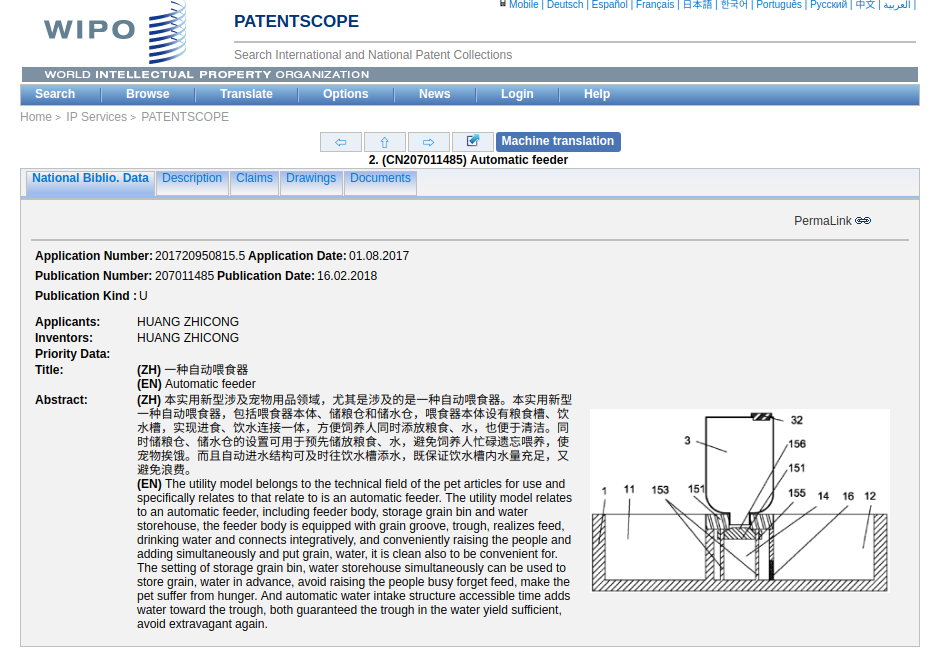 Mobile | Deutsch | Español | Français | 日本語 | 한국어 | Português | Русский | 中文 | العربية |
WIPO
PATENTSCOPE
Search International and National Patent Collections
WORLD INTELLECTUAL PROPERTY ORGANIZATION
Search Browse Translate Options News Login Help
Home > IP Services > PATENTSCOPE
Machine translation
2. (CN207011485) Automatic feeder
National Biblio. Data Description Claims Drawings Documents
PermaLink
Application Number: 201720950815.5 Application Date: 01.08.2017
Publication Number: 207011485 Publication Date: 16.02.2018
Publication Kind : U
Applicants: HUANG ZHICONG
Inventors: HUANG ZHICONG
Priority Data:
Title: (ZH) 一种自动喂食器
(EN) Automatic feeder
Abstract: (ZH) 本实用新型涉及宠物用品领域，尤其是涉及的是一种自动喂食器。本实用新型
一种自动喂食器，包括喂食器本体、储粮仓和储水仓，喂食器本体设有粮食槽、饮
水槽，实现进食、饮水连接一体，方便饲养人同时添放粮食、水，也便于清洁。同
时储粮仓、储水仓的设置可用于预先储放粮食、水，避免饲养人忙碌遗忘喂养，使
宠物挨饿。而且自动进水结构可及时往饮水槽添水，既保证饮水槽内水量充足，又
避免浪费。
(EN) The utility model belongs to the technical field of the pet articles for use and
specifically relates to that relate to is an automatic feeder. The utility model relates
to an automatic feeder, including feeder body, storage grain bin and water
storehouse, the feeder body is equipped with grain groove, trough, realizes feed,
drinking water and connects integratively, and conveniently raising the people and
adding simultaneously and put grain, water, it is clean also to be convenient for.
The setting of storage grain bin, water storehouse simultaneously can be used to
store grain, water in advance, avoid raising the people busy forget feed, make the
pet suffer from hunger. And automatic water intake structure accessible time adds
water toward the trough, both guaranteed the trough in the water yield sufficient,
avoid extravagant again.
32
3
156
151
1 11 153 151 155 14 16 12